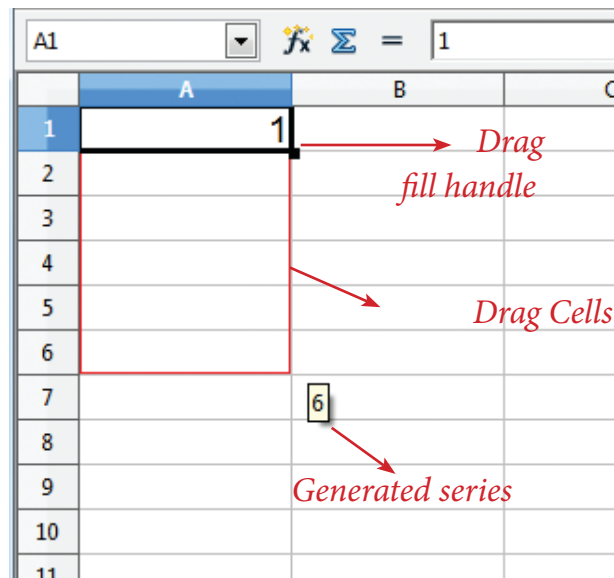 A1 fx Σ = 1
A B C
1 1 Drag
2 fill handle
3
4
5 Drag Cells
6
7 6
8
9 Generated series
10
11